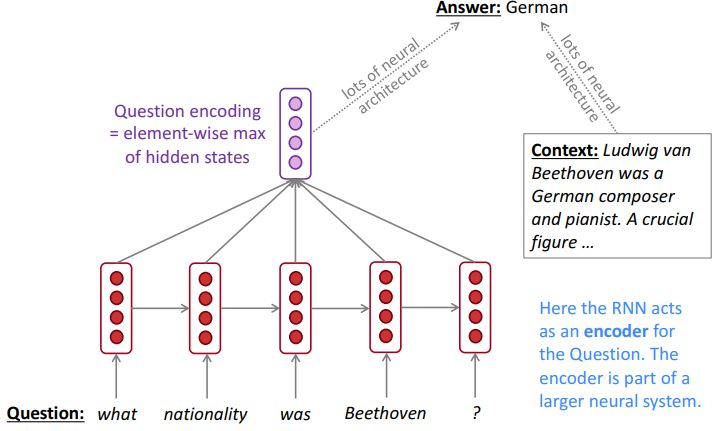 Answer: German
lots of neural
architecture
lots of neural
architecture
Question encoding
= element-wise max
of hidden states
Context: Ludwig van
Beethoven was a
German composer
and pianist. A crucial
figure ...
Here the RNN acts
as an encoder for
the Question. The
encoder is part of a
larger neural system.
Question: what nationality was Beethoven ?